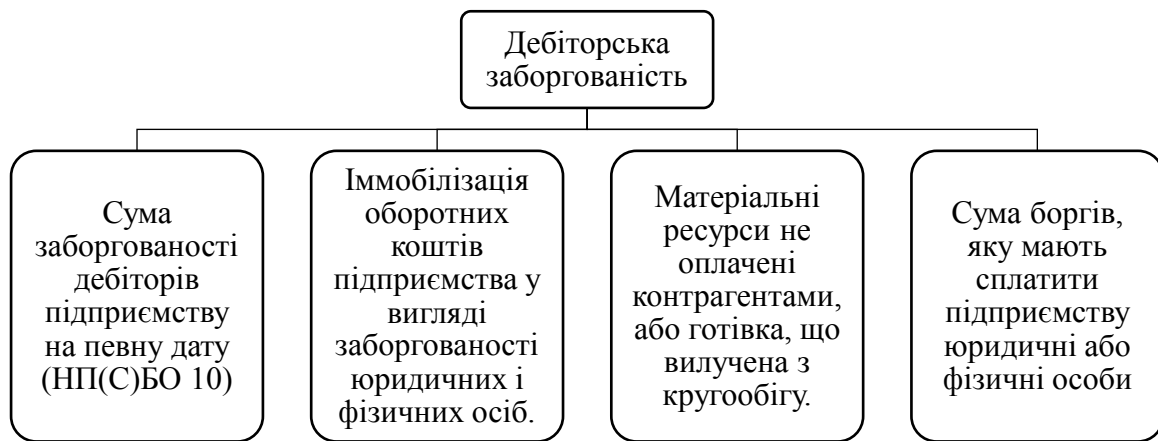 Дебіторська
заборгованість
Сума
заборгованості
дебіторів
підприємству
на певну дату
(НП(С)БО 10)
Іммобілізація
оборотних
коштів
підприємства у
вигляді
заборгованості
юридичних і
фізичних осіб.
Матеріальні
ресурси не
оплачені
контрагентами,
або готівка, що
вилучена з
кругообігу.
Сума боргів,
яку мають
сплатити
підприємству
юридичні або
фізичні особи